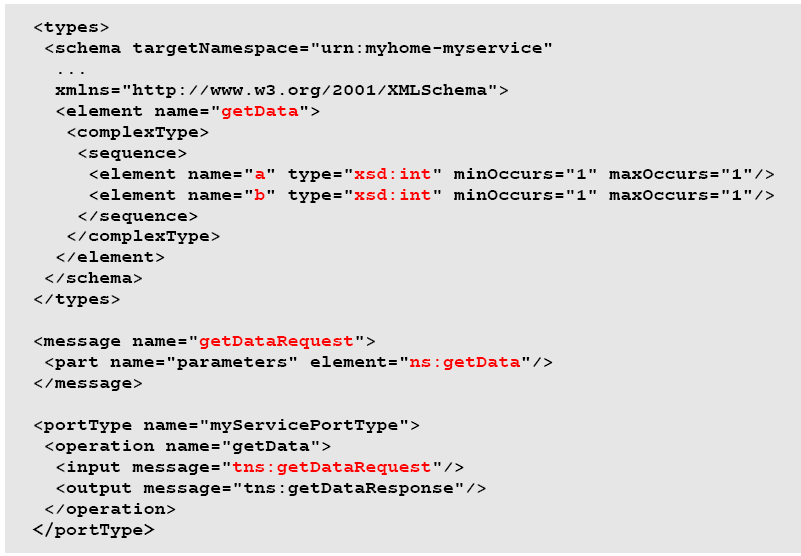 <types>
<schema targetNamespace="urn:myhome-myservice"
...
xmlns="http://www.w3.org/2001/XMLSchema">
<element name="getData">
<complexType>
<sequence>
<element name="a" type="xsd:int" minOccurs="1" maxOccurs="1"/>
<element name="b" type="xsd:int" minOccurs="1" maxOccurs="1"/>
</sequence>
</complexType>
</element>
</schema>
</types>
<message name="getDataRequest">
<part name="parameters" element="ns:getData"/>
</message>
<portType name="myServicePortType">
<operation name="getData">
<input message="tns:getDataRequest"/>
<output message="tns:getDataResponse"/>
</operation>
</portType>